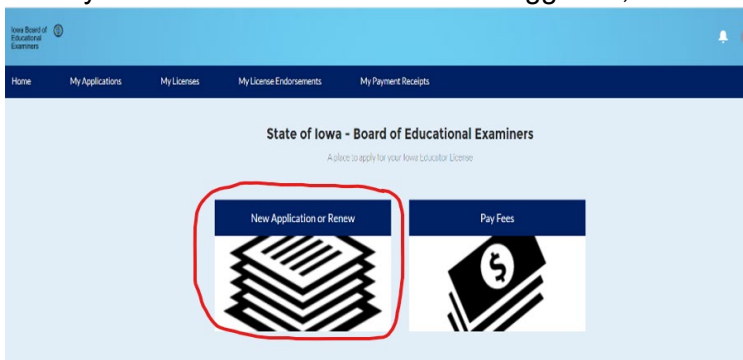 Iowa Board of
Educational
Examiners
Home My Applications My Licenses My License Endorsements My Payment Receipts
State of Iowa - Board of Educational Examiners
A place to apply for your Iowa Educator License
New Application or Renew Pay Fees
$